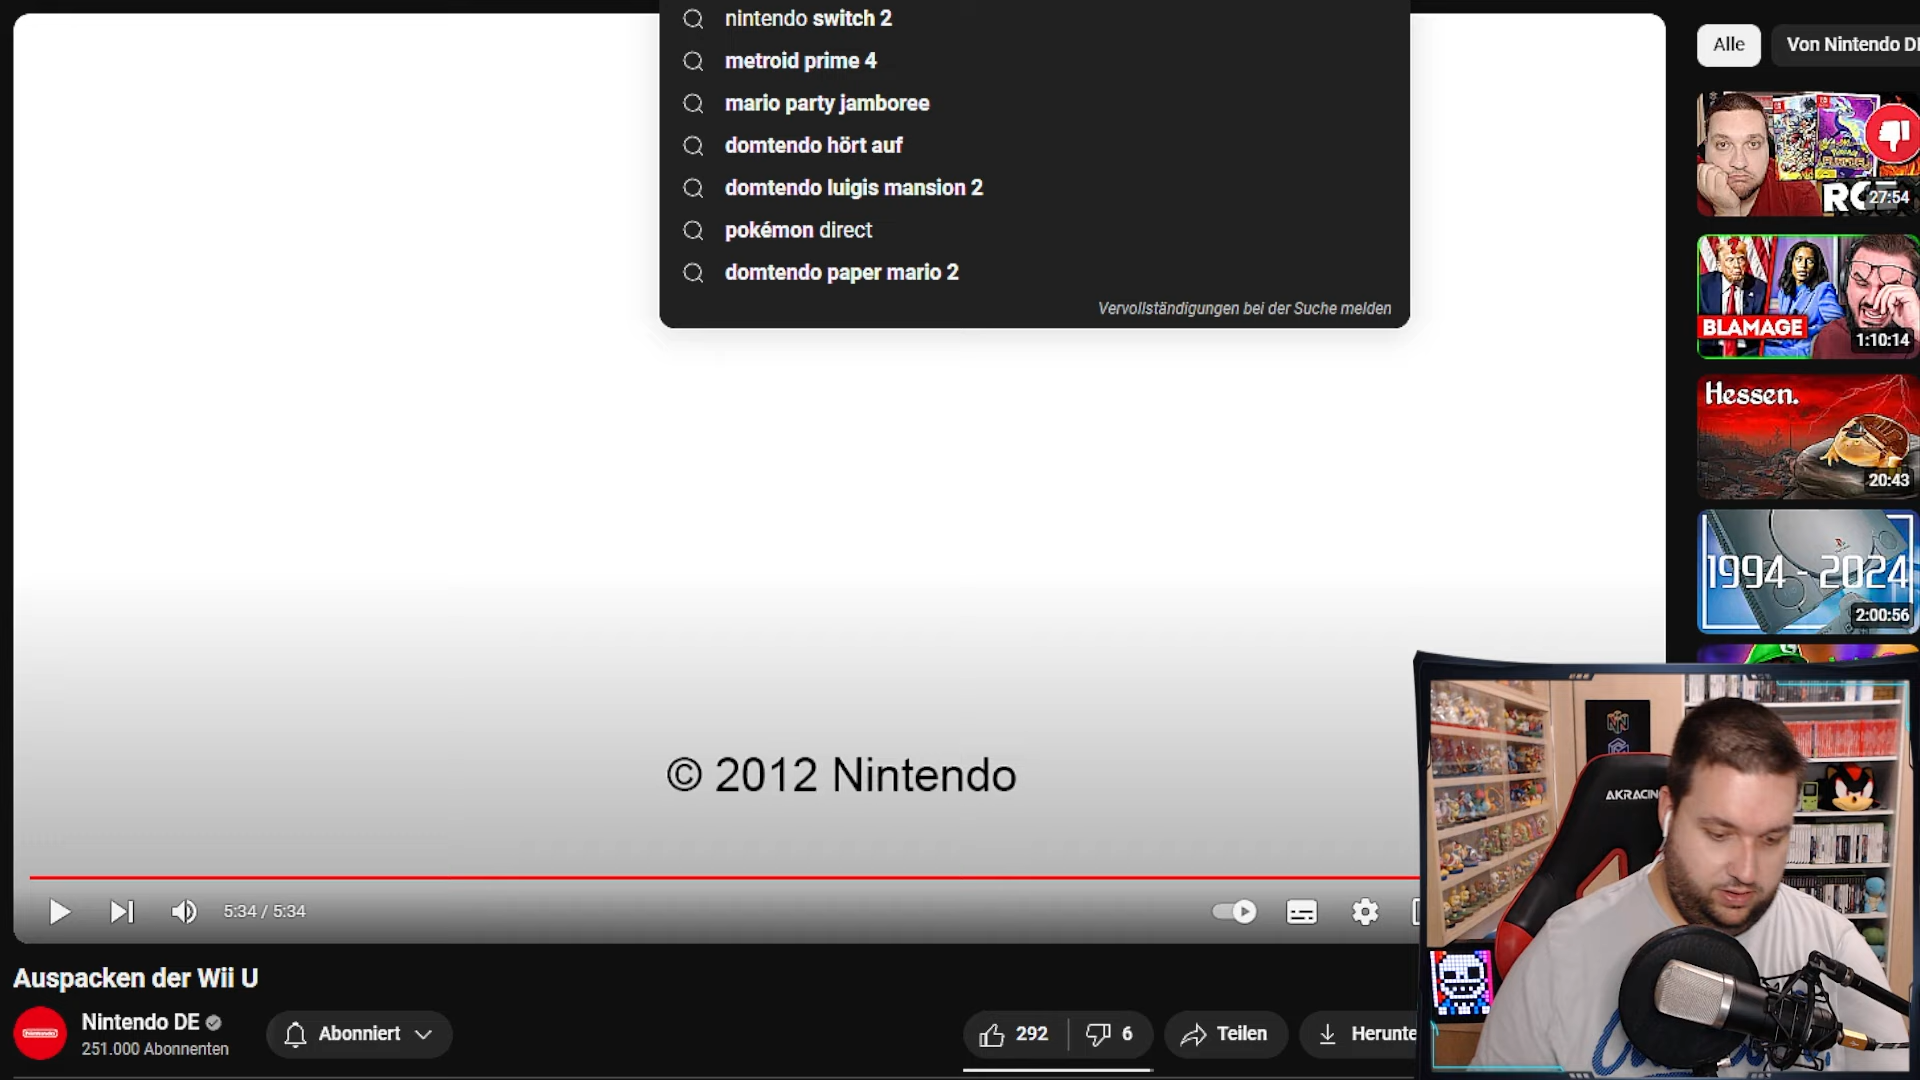 nintendo switch 2
metroid prime 4
mario party jamboree
domtendo hört auf
domtendo luigis mansion 2
pokémon direct
domtendo paper mario 2
Vervollständigungen bei der Suche melden
© 2012 Nintendo
5:34 / 5:34
Auspacken der Wii U
Nintendo DE
251.000 Abonnenten
Abonniert
292
6
Teilen
Herunte
Alle
Von Nintendo DE
27:54
BLAMAGE
1:10:14
Hessen.
20:43
1994 - 2024
2:00:56
AKRACING